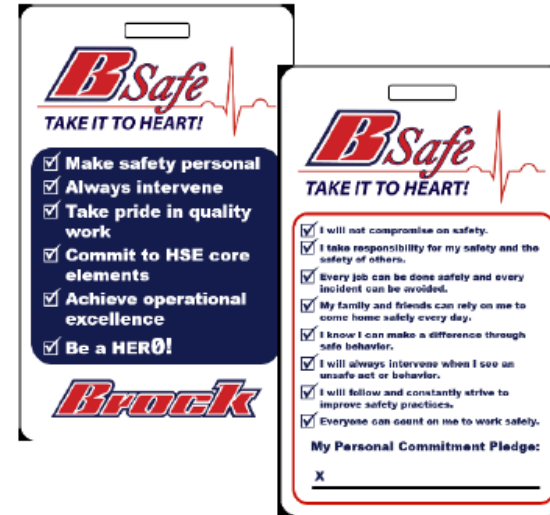 B Safe
TAKE IT TO HEART!
Make safety personal
Always intervene
Take pride in quality
work
Commit to HSE core
elements
Achieve operational
excellence
Be a HERØ!
Brock
B Safe
TAKE IT TO HEART!
I will not compromise on safety.
I take responsibility for my safety and the
safety of others.
Every job can be done safely and every
incident can be avoided.
My family and friends can rely on me to
come home safely every day.
I know I can make a difference through
safe behavior.
I will always intervene when I see an
unsafe act or behavior.
I will follow and constantly strive to
improve safety practices.
Everyone can count on me to work safely.
My Personal Commitment Pledge:
X